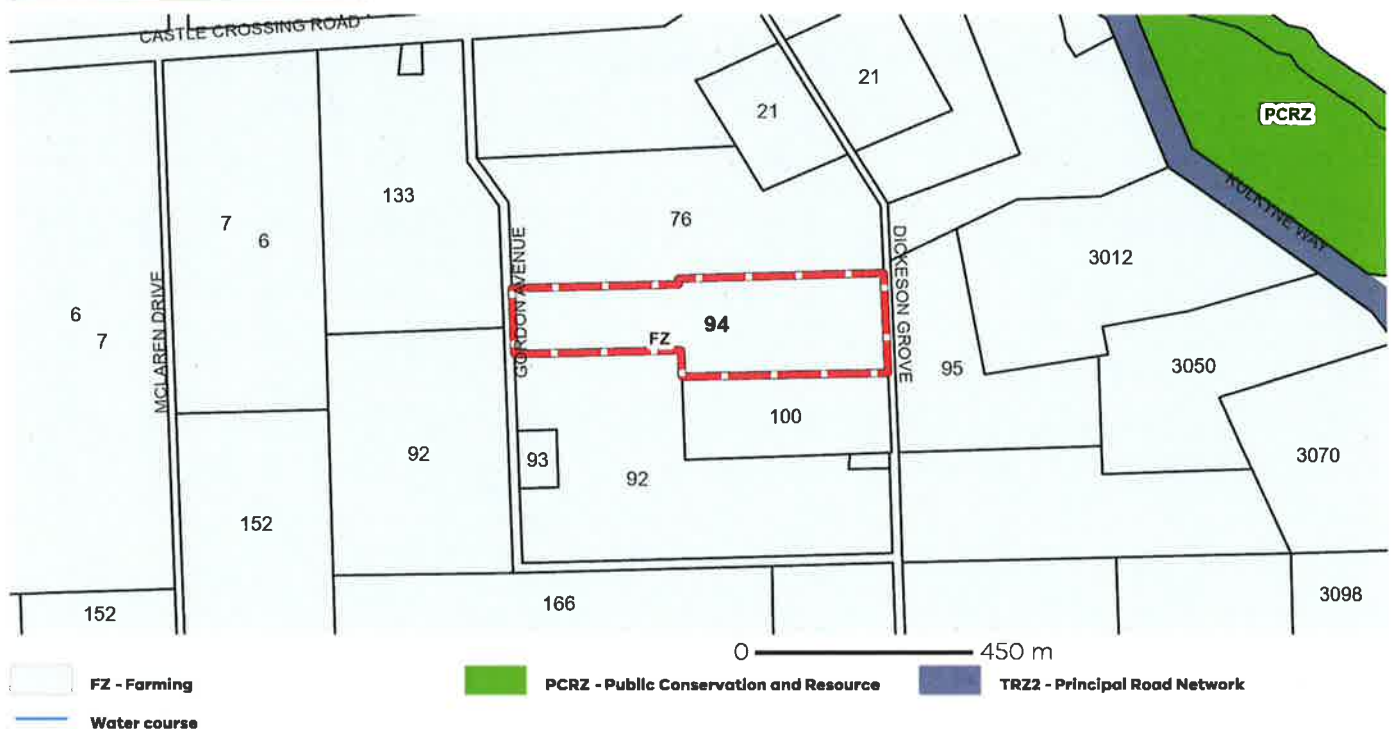 CASTLE CROSSING ROAD
21
21
PCRZ
133
7
6
76
KULKYNE WAY
3012
GORDON AVENUE
DICKESON GROVE
MCLAREN DRIVE
6
7
94
FZ
95
3050
100
92
93
92
3070
152
152
166
3098
0 450 m
FZ - Farming
PCRZ - Public Conservation and Resource
TRZ2 - Principal Road Network
Water course